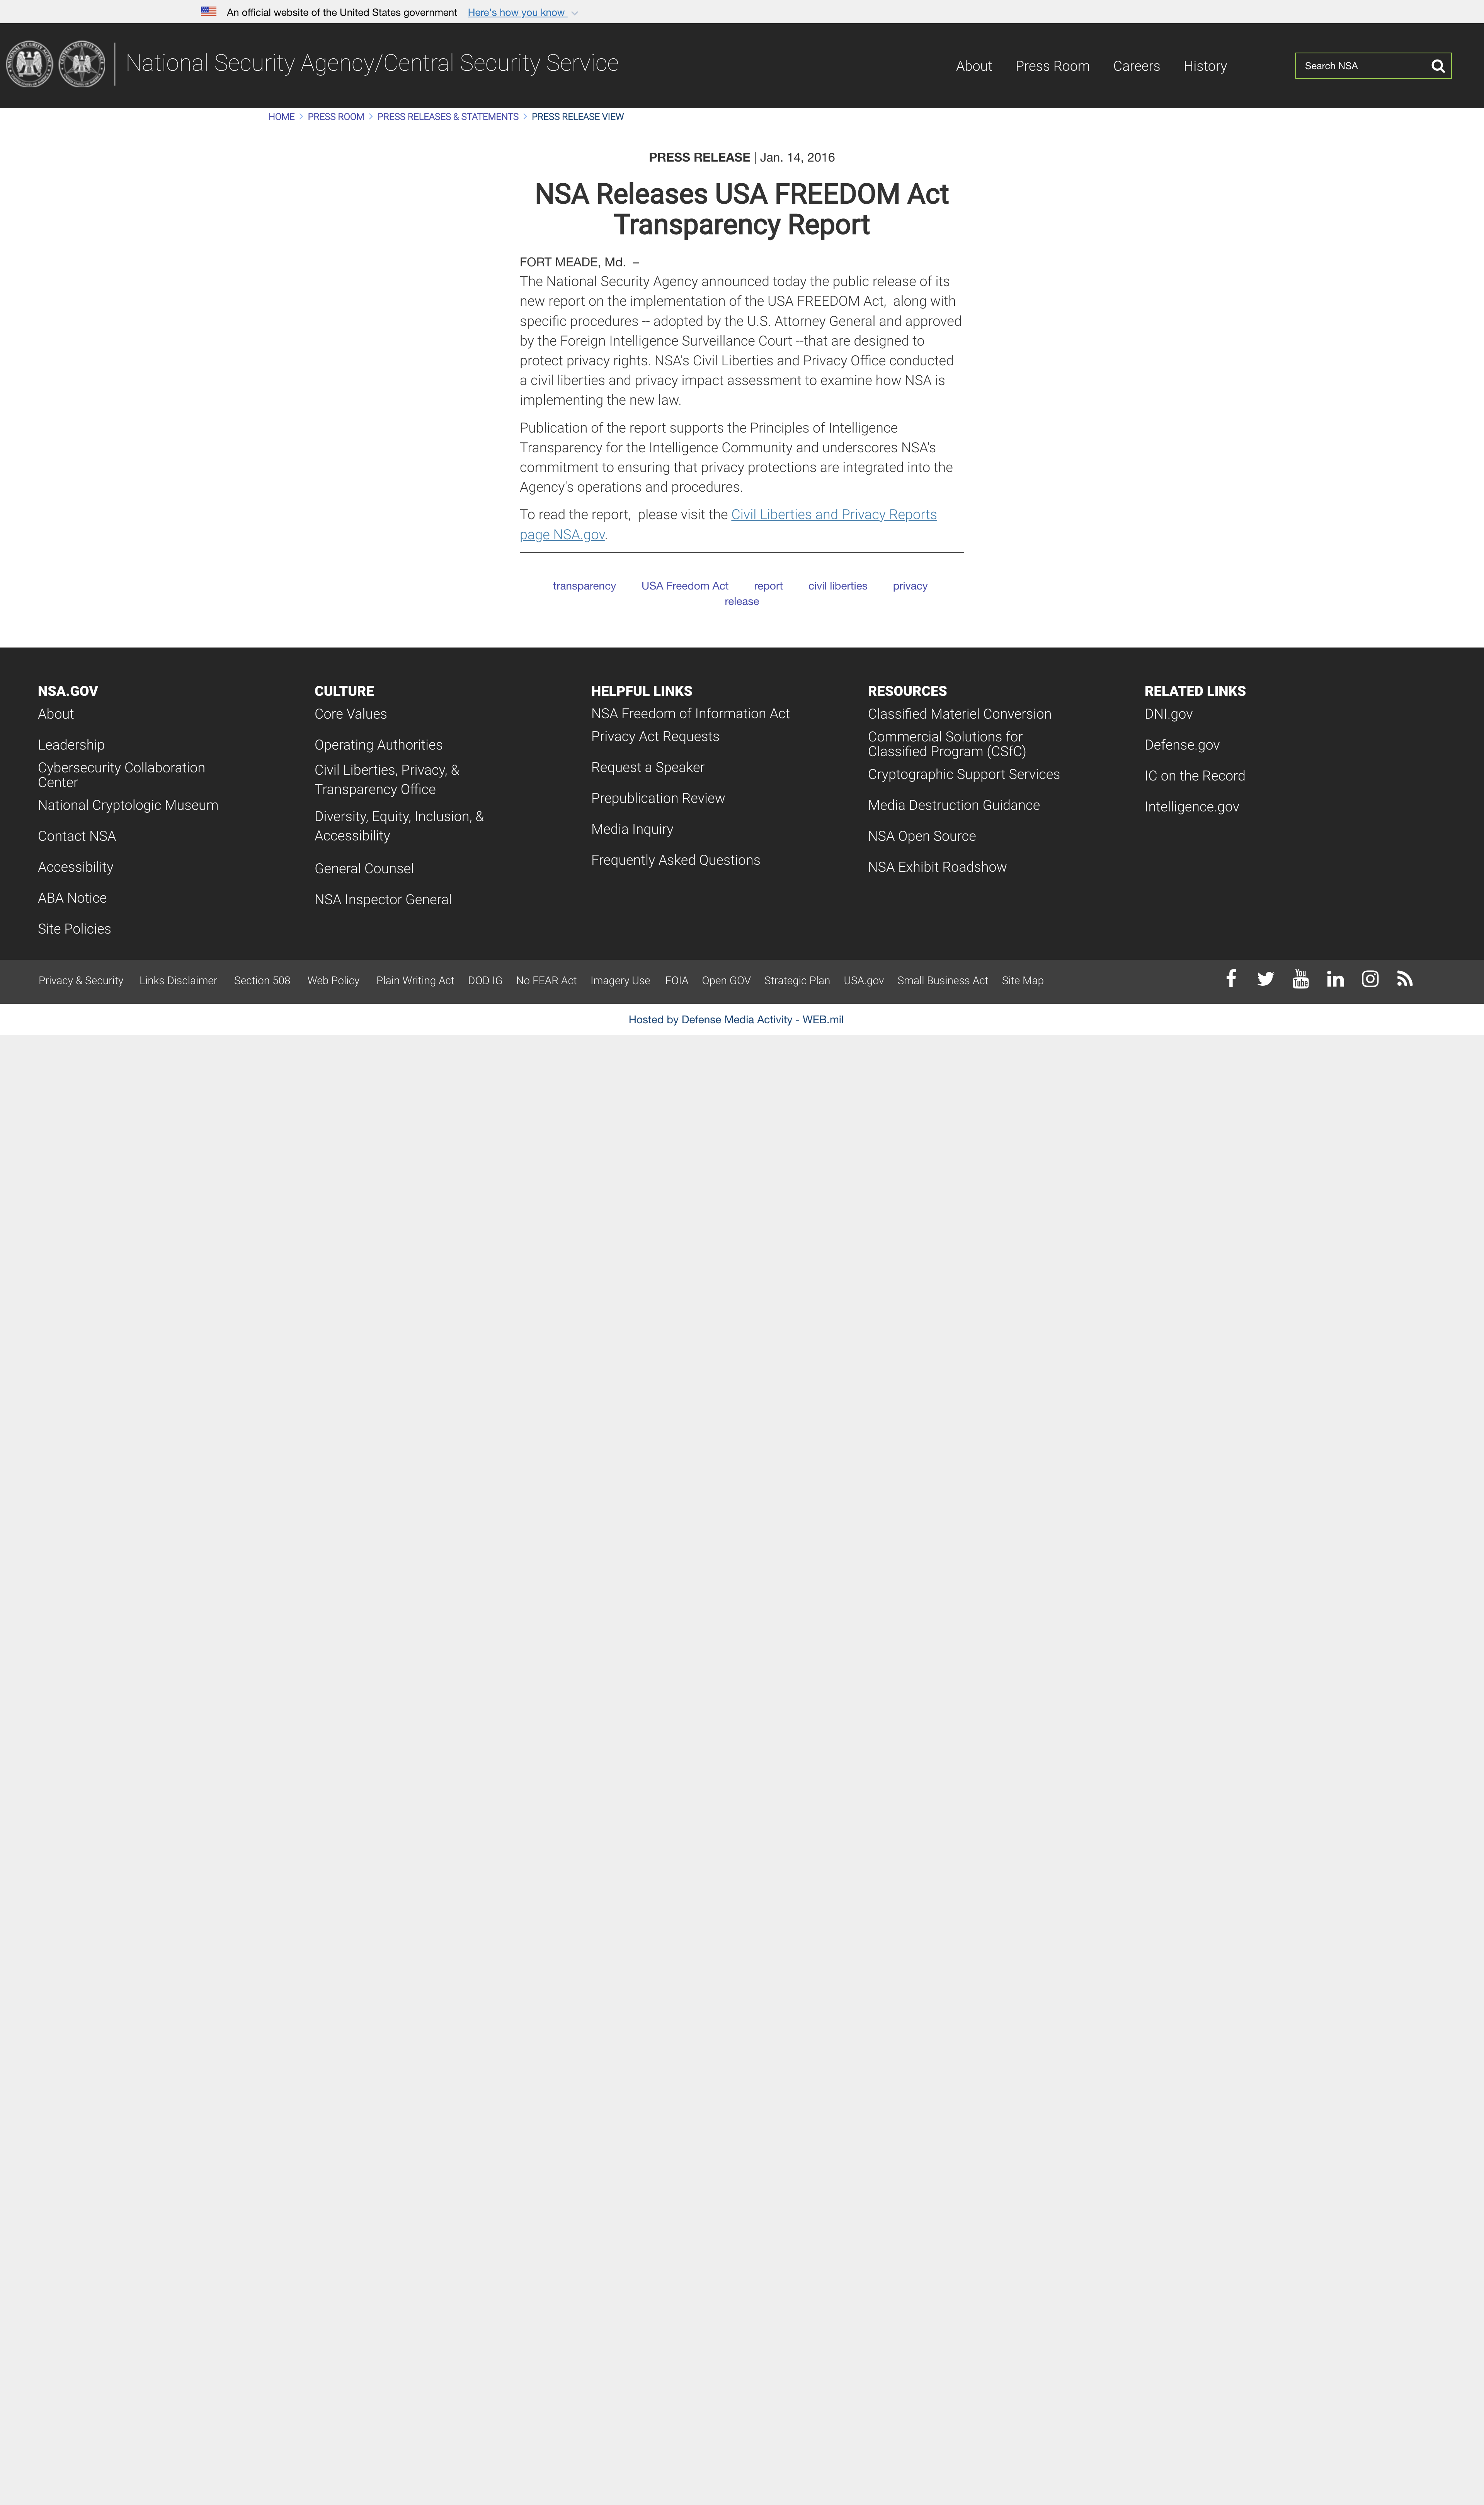 An official website of the United States government Here's how you know
National Security Agency/Central Security Service
About Press Room Careers History
Search NSA
HOME PRESS ROOM PRESS RELEASES & STATEMENTS PRESS RELEASE VIEW
PRESS RELEASE | Jan. 14, 2016
NSA Releases USA FREEDOM Act
Transparency Report
FORT MEADE, Md. –
The National Security Agency announced today the public release of its
new report on the implementation of the USA FREEDOM Act, along with
specific procedures -- adopted by the U.S. Attorney General and approved
by the Foreign Intelligence Surveillance Court --that are designed to
protect privacy rights. NSA's Civil Liberties and Privacy Office conducted
a civil liberties and privacy impact assessment to examine how NSA is
implementing the new law.
Publication of the report supports the Principles of Intelligence
Transparency for the Intelligence Community and underscores NSA's
commitment to ensuring that privacy protections are integrated into the
Agency's operations and procedures.
To read the report, please visit the Civil Liberties and Privacy Reports
page NSA.gov.
transparency USA Freedom Act report civil liberties privacy
release
NSA.GOV
About
Leadership
Cybersecurity Collaboration
Center
National Cryptologic Museum
Contact NSA
Accessibility
ABA Notice
Site Policies
CULTURE
Core Values
Operating Authorities
Civil Liberties, Privacy, &
Transparency Office
Diversity, Equity, Inclusion, &
Accessibility
General Counsel
NSA Inspector General
HELPFUL LINKS
NSA Freedom of Information Act
Privacy Act Requests
Request a Speaker
Prepublication Review
Media Inquiry
Frequently Asked Questions
RESOURCES
Classified Materiel Conversion
Commercial Solutions for
Classified Program (CSfC)
Cryptographic Support Services
Media Destruction Guidance
NSA Open Source
NSA Exhibit Roadshow
RELATED LINKS
DNI.gov
Defense.gov
IC on the Record
Intelligence.gov
Privacy & Security Links Disclaimer Section 508 Web Policy Plain Writing Act DOD IG No FEAR Act Imagery Use FOIA Open GOV Strategic Plan USA.gov Small Business Act Site Map
Hosted by Defense Media Activity - WEB.mil